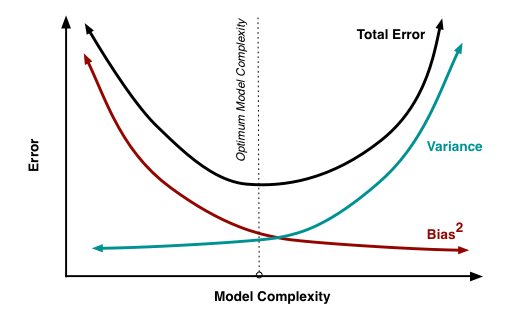 Total Error
Optimum Model Complexity
Error
Variance
Bias²
Model Complexity